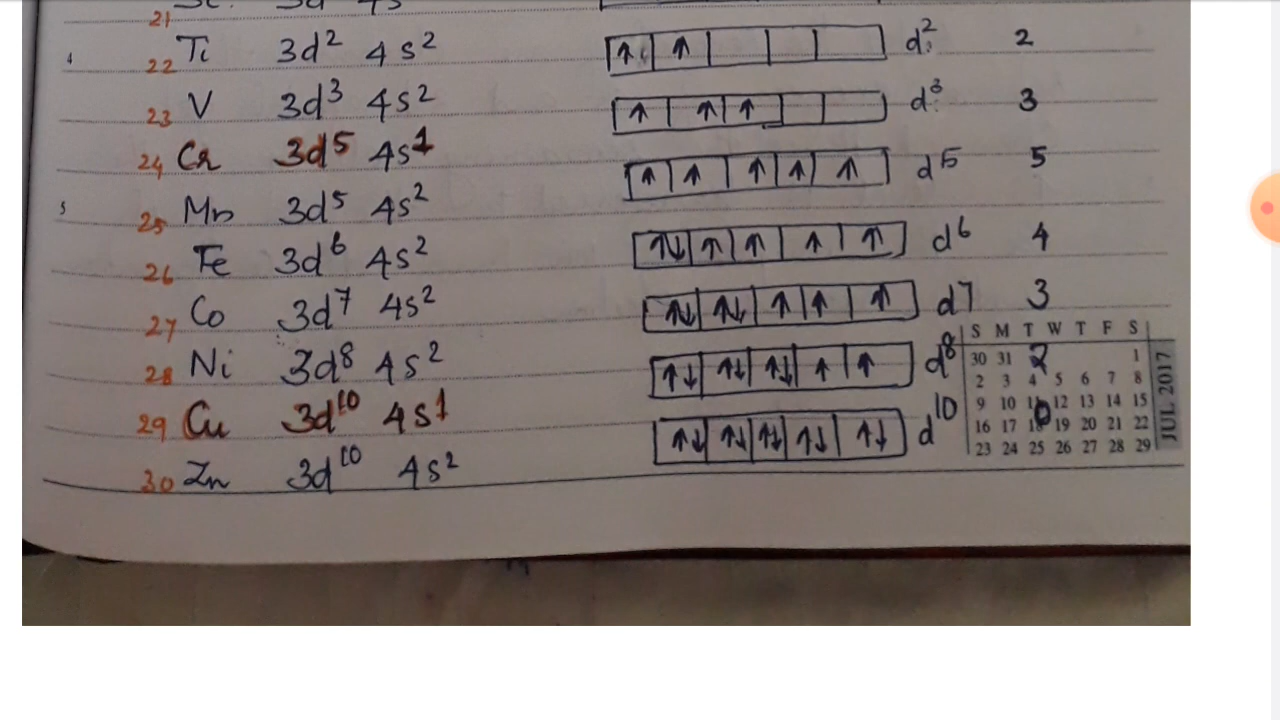 21
4 22 Ti 3d2 4s2 ↑ ↑ d2: 2
23 V 3d3 4s2 ↑ ↑ ↑ d3: 3
24 Cr 3d5 4s1 ↑ ↑ ↑ ↑ ↑ d5 5
5 25 Mn 3d5 4s2
26 Fe 3d6 4s2 ↑↓ ↑ ↑ ↑ ↑ d6 4
27 Co 3d7 4s2 ↑↓ ↑↓ ↑ ↑ ↑ d7 3
28 Ni 3d8 4s2 ↑↓ ↑↓ ↑↓ ↑ ↑ d8 2
29 Cu 3d10 4s1 ↑↓ ↑↓ ↑↓ ↑↓ ↑↓ d10 0
30 Zn 3d10 4s2
S M T W T F S
30 31 1
2 3 4 5 6 7 8
9 10 11 12 13 14 15
16 17 18 19 20 21 22
23 24 25 26 27 28 29
JUL 2017